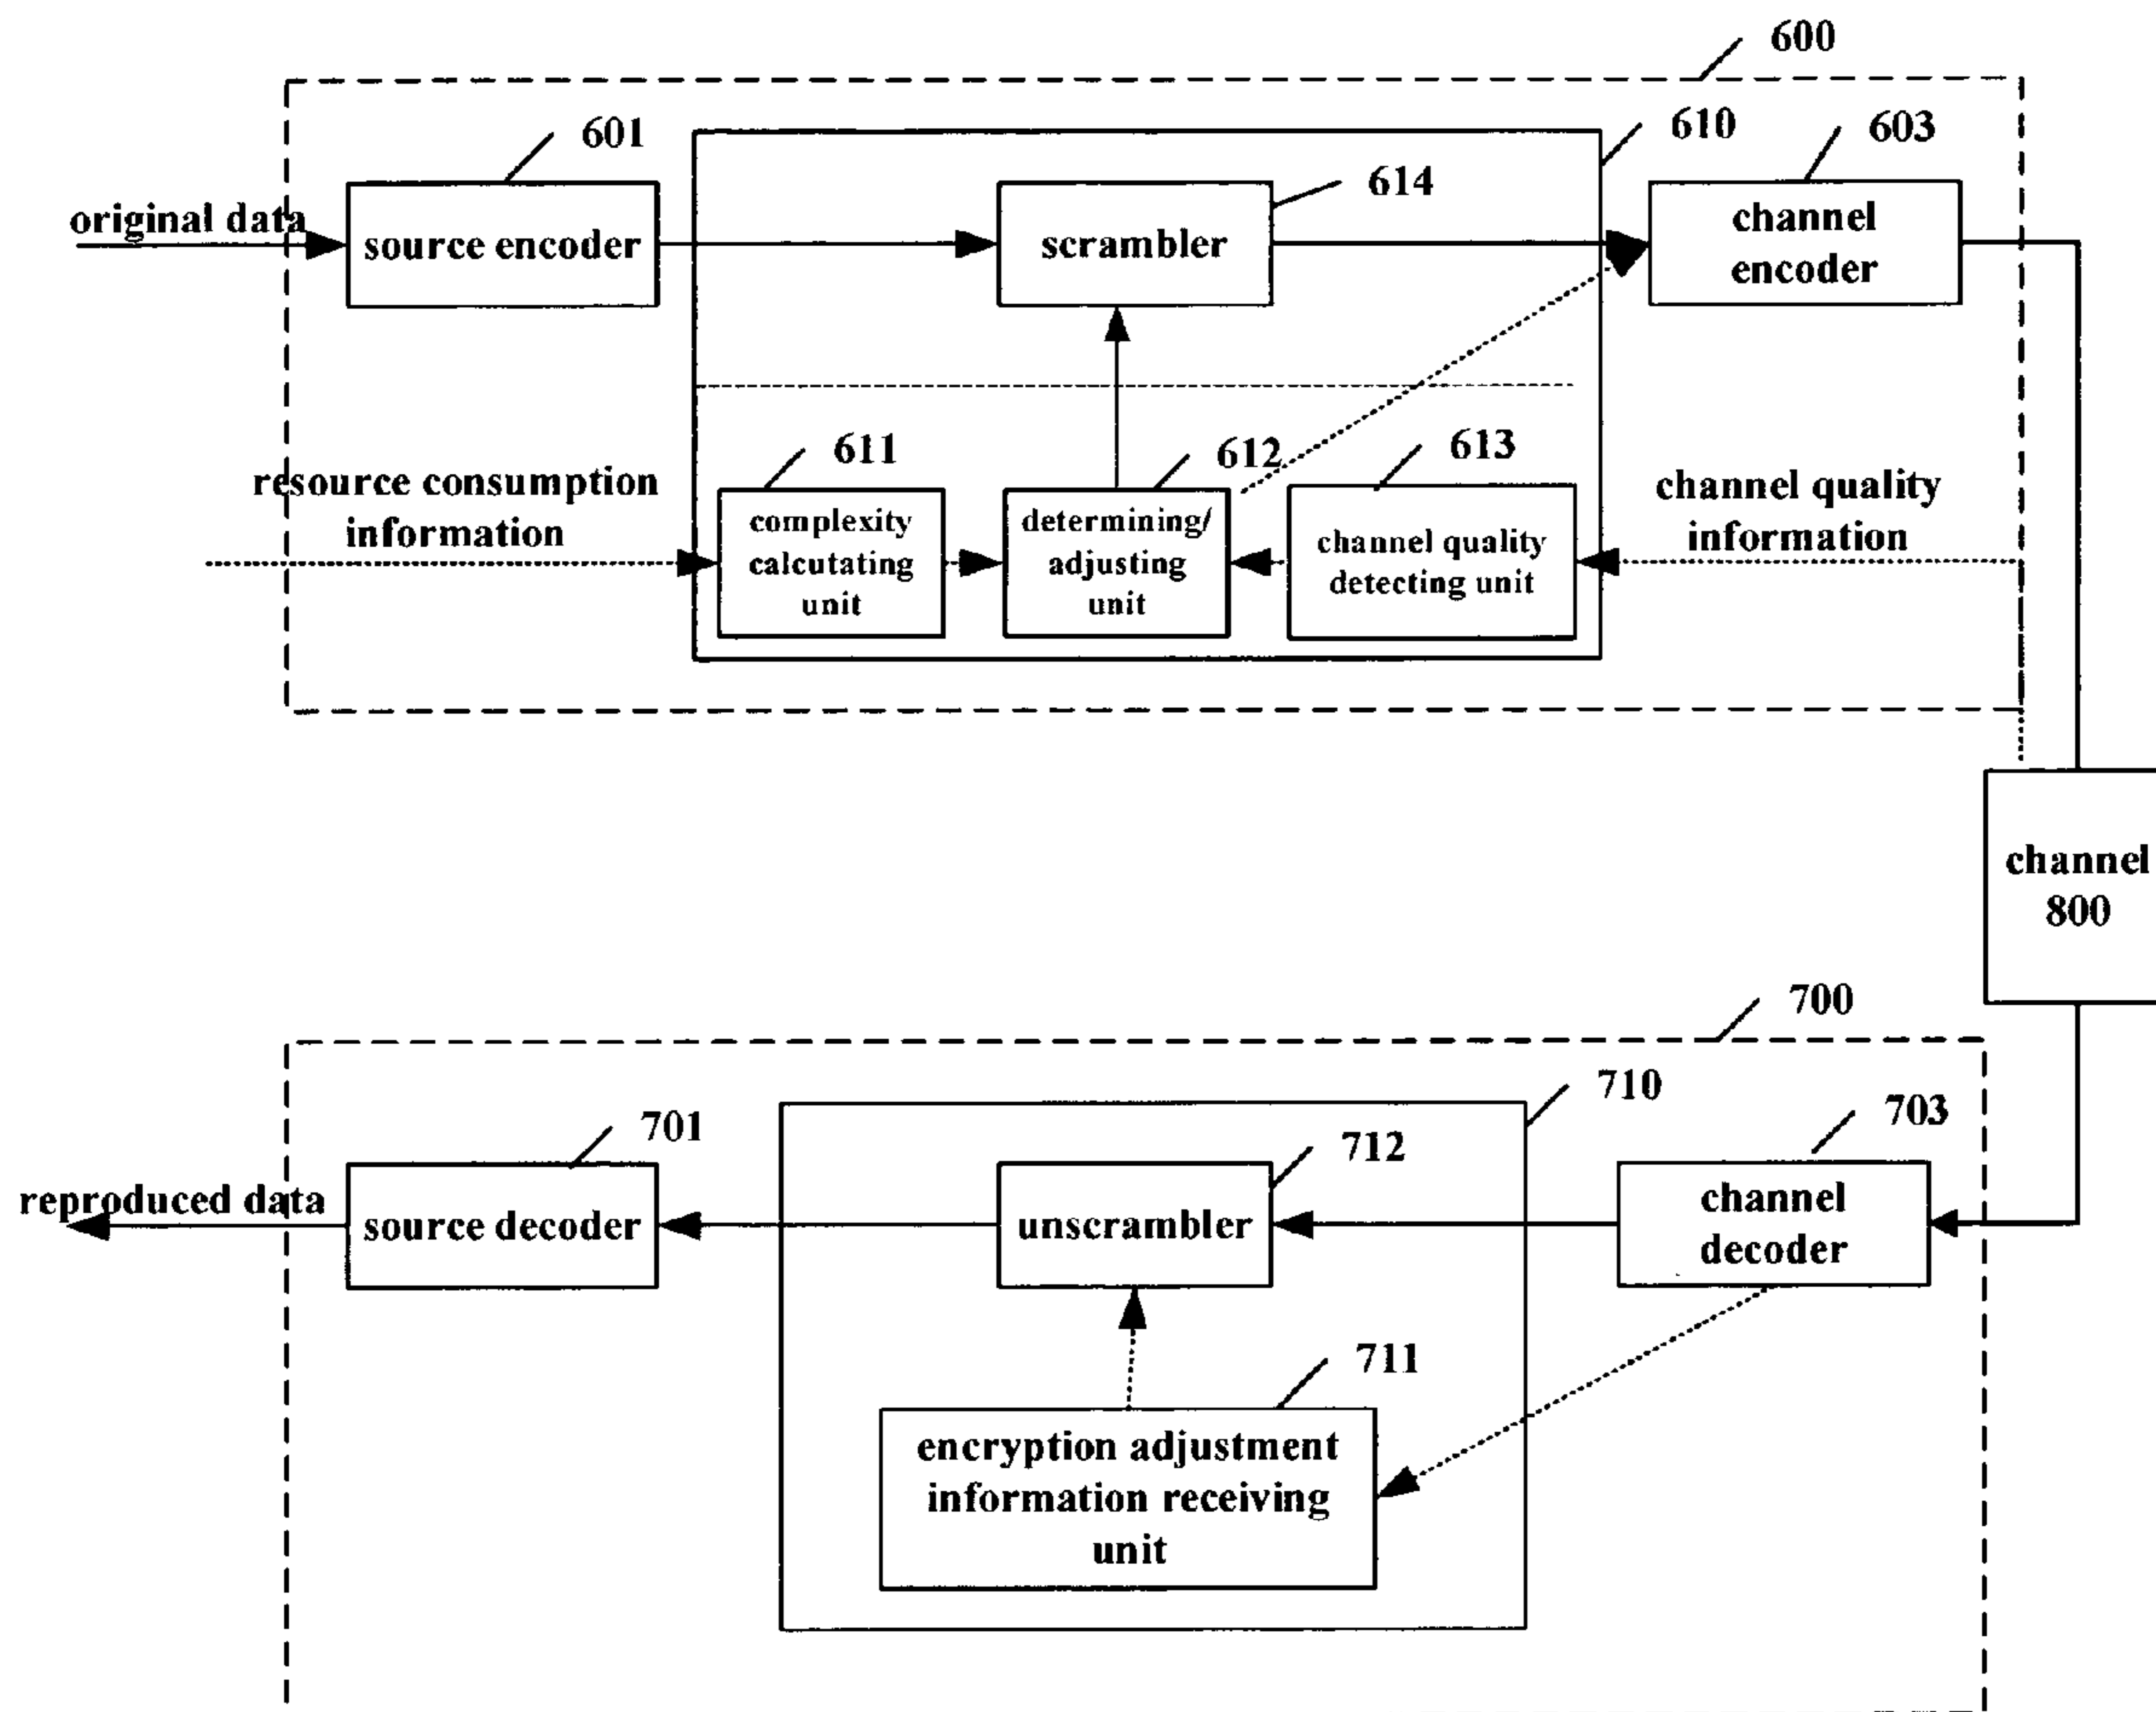 600
601
610
603
614
original data
source encoder
scrambler
channel
encoder
611
612
613
resource consumption
information
channel quality
information
complexity
calcutating
unit
determining/
adjusting
unit
channel quality
detecting unit
channel
800
700
710
701
712
703
reproduced data
source decoder
unscrambler
channel
decoder
711
encryption adjustment
information receiving
unit